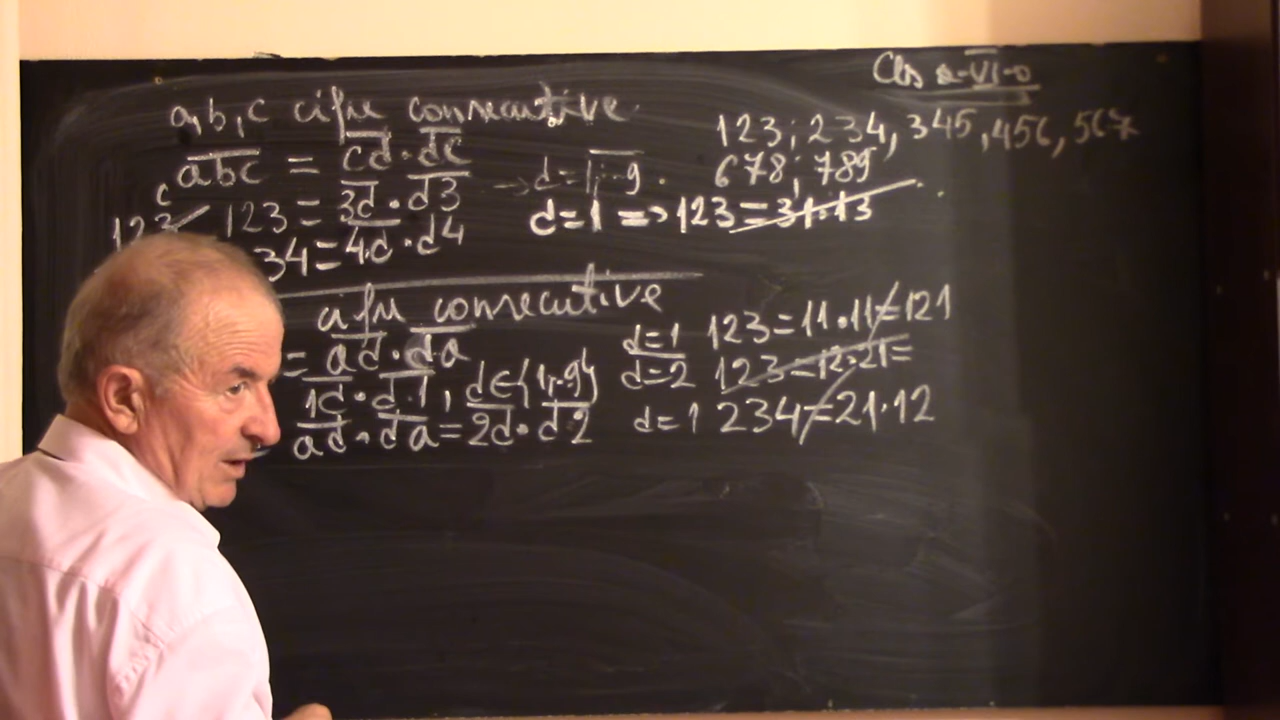 Cls a-VI-a
a, b, c cifre consecutive
123; 234, 345, 456, 567
abc = cd · dc
678; 789
→ d = 1,-9.
123 = 3d · d3
d=1 => 123 = 31·13
34 = 4d · d4
cifre consecutive
= ad · da
d=1 123 = 11·11 ≠ 121
1d · d1, d∈{1,-9}
d=2 123 = 12·21 =
ad · da = 2d · d2
d=1 234 ≠ 21·12